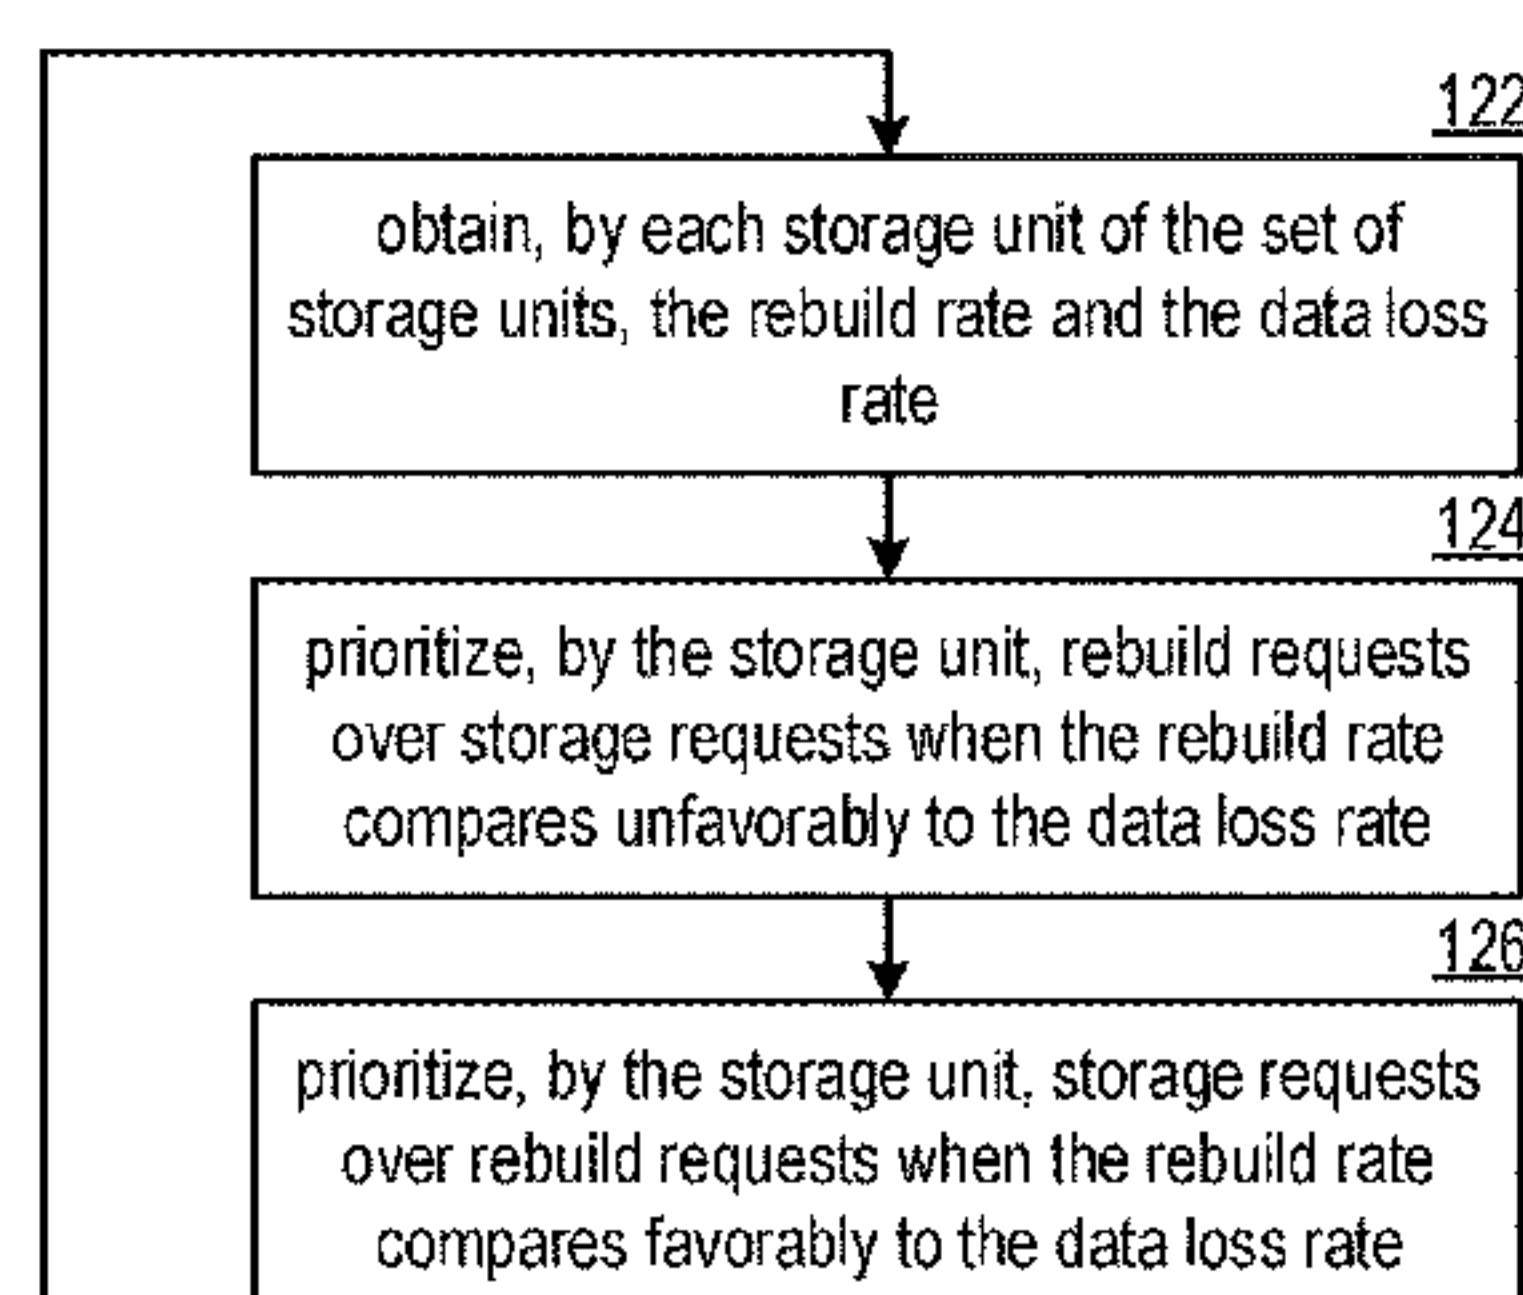 122
obtain, by each storage unit of the set of
storage units, the rebuild rate and the data loss
rate
124
prioritize, by the storage unit, rebuild requests
over storage requests when the rebuild rate
compares unfavorably to the data loss rate
126
prioritize, by the storage unit, storage requests
over rebuild requests when the rebuild rate
compares favorably to the data loss rate